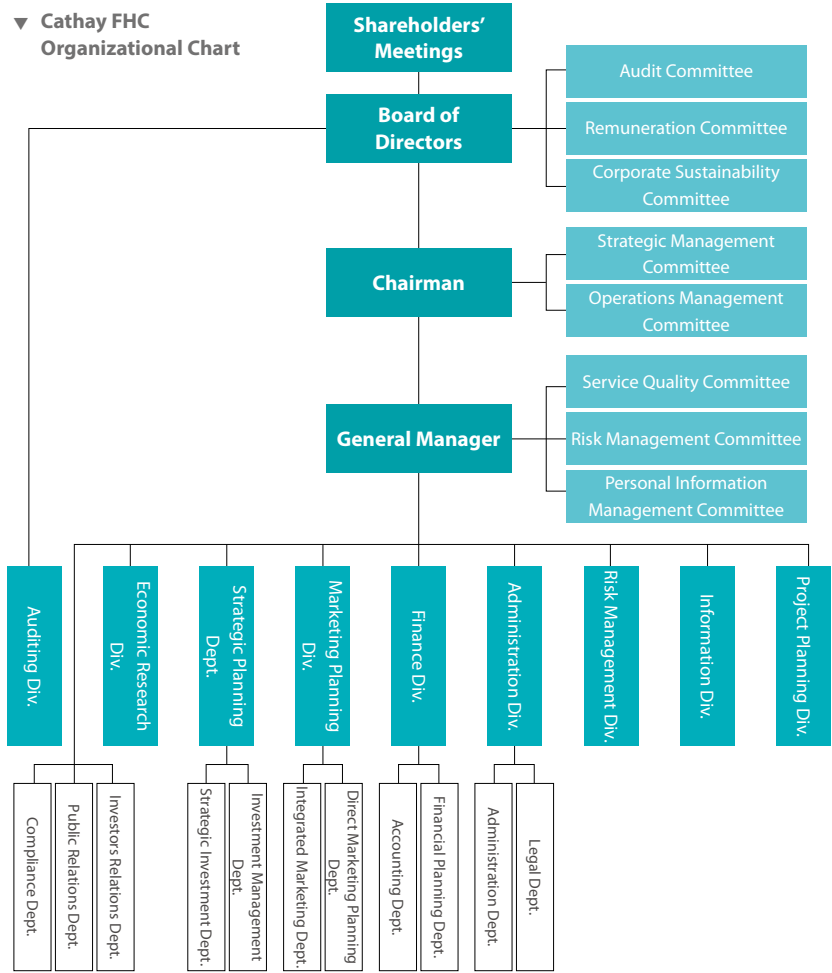 ▼ Cathay FHC
Organizational Chart
Shareholders’
Meetings
Board of
Directors
Audit Committee
Remuneration Committee
Corporate Sustainability
Committee
Chairman
Strategic Management
Committee
Operations Management
Committee
General Manager
Service Quality Committee
Risk Management Committee
Personal Information
Management Committee
Auditing Div.
Economic Research
Div.
Strategic Planning
Dept.
Marketing Planning
Div.
Finance Div.
Administration Div.
Risk Management Div.
Information Div.
Project Planning Div.
Compliance Dept.
Public Relations Dept.
Investors Relations Dept.
Strategic Investment Dept.
Investment Management
Dept.
Integrated Marketing Dept.
Direct Marketing Planning
Dept.
Accounting Dept.
Financial Planning Dept.
Administration Dept.
Legal Dept.